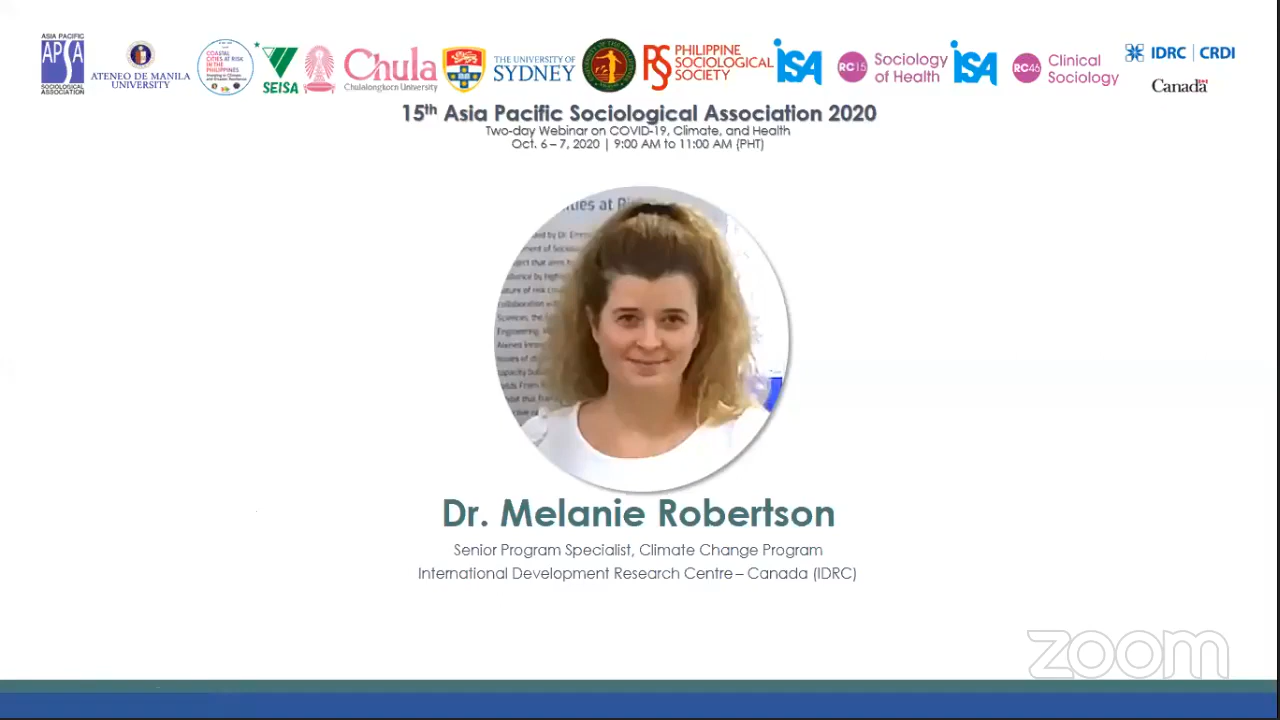 ASIA PACIFIC
APSA
SOCIOLOGICAL
ASSOCIATION
ATENEO DE MANILA
UNIVERSITY
COASTAL
CITIES AT RISK
IN THE
PHILIPPINES
SEISA
Chula
Chulalongkorn University
THE UNIVERSITY OF
SYDNEY
PSS
PHILIPPINE
SOCIOLOGICAL
SOCIETY
isa
RC15
Sociology
of Health
isa
RC46
Clinical
Sociology
IDRC | CRDI
Canada
15th Asia Pacific Sociological Association 2020
Two-day Webinar on COVID-19, Climate, and Health
Oct. 6 – 7, 2020 | 9:00 AM to 11:00 AM (PHT)
Dr. Melanie Robertson
Senior Program Specialist, Climate Change Program
International Development Research Centre – Canada (IDRC)
zoom